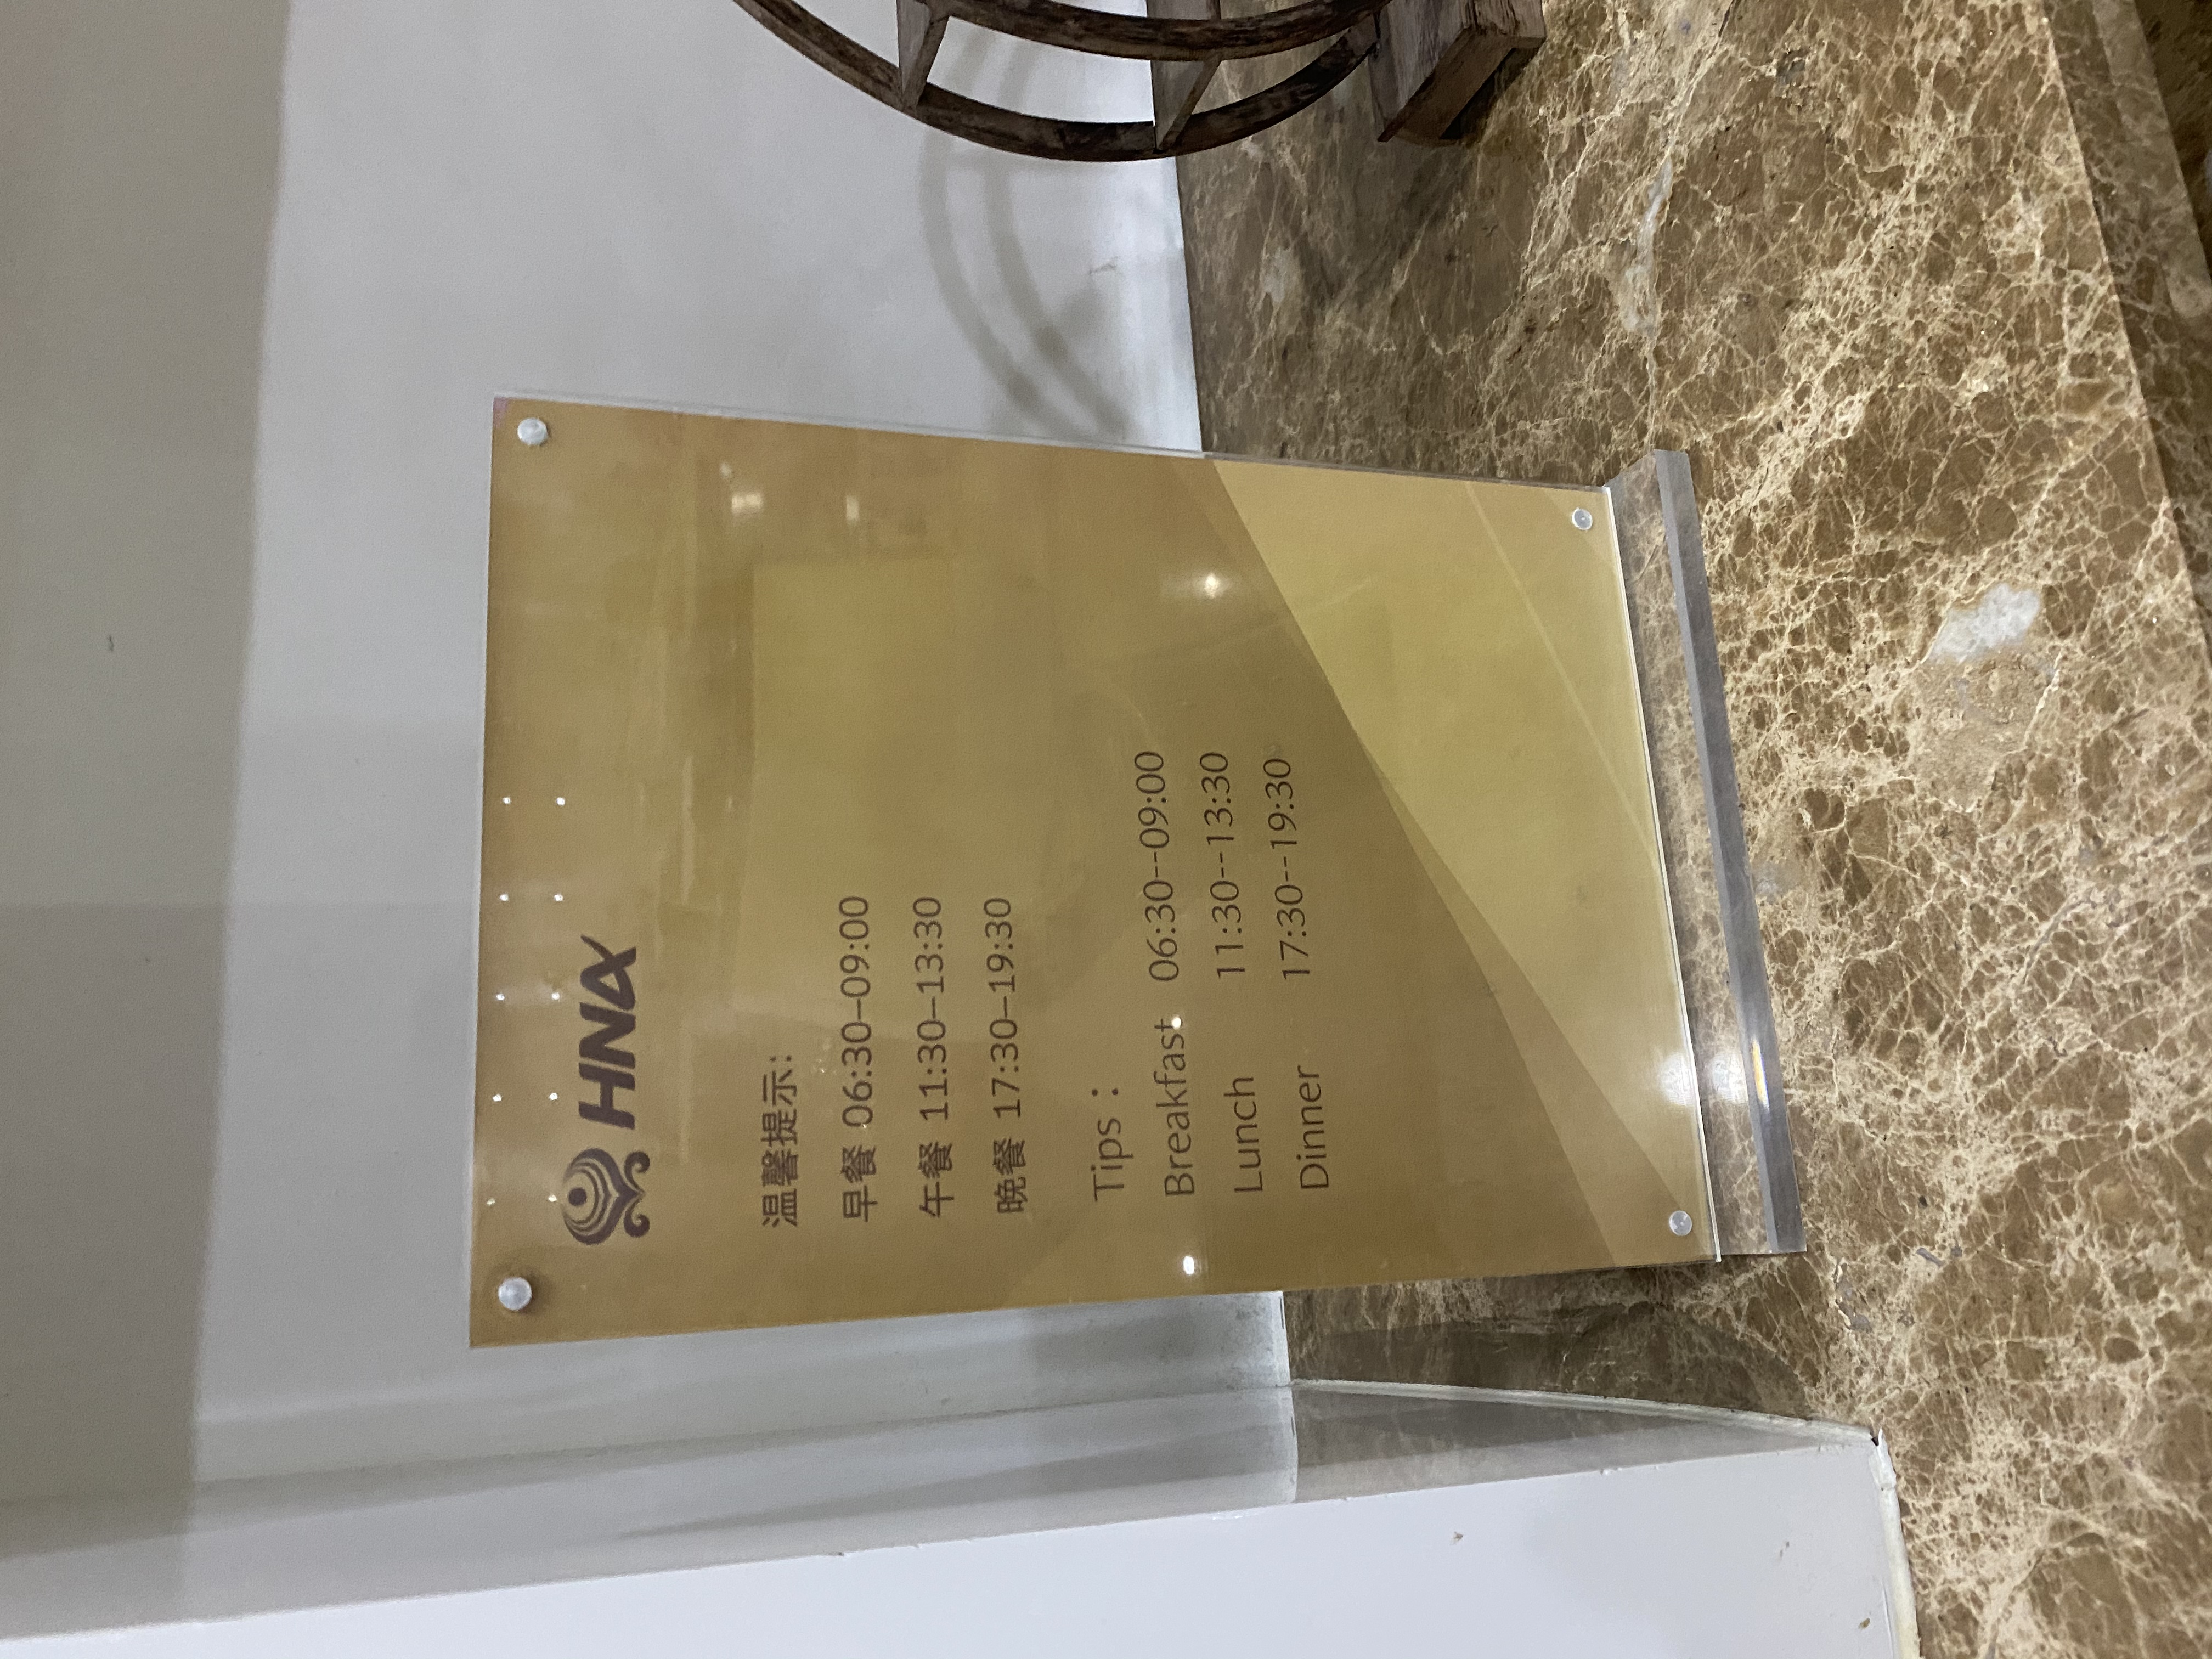 HNA
温馨提示:
早餐 06:30–09:00
午餐 11:30–13:30
晚餐 17:30–19:30
Tips：
Breakfast 06:30--09:00
Lunch 11:30--13:30
Dinner 17:30--19:30